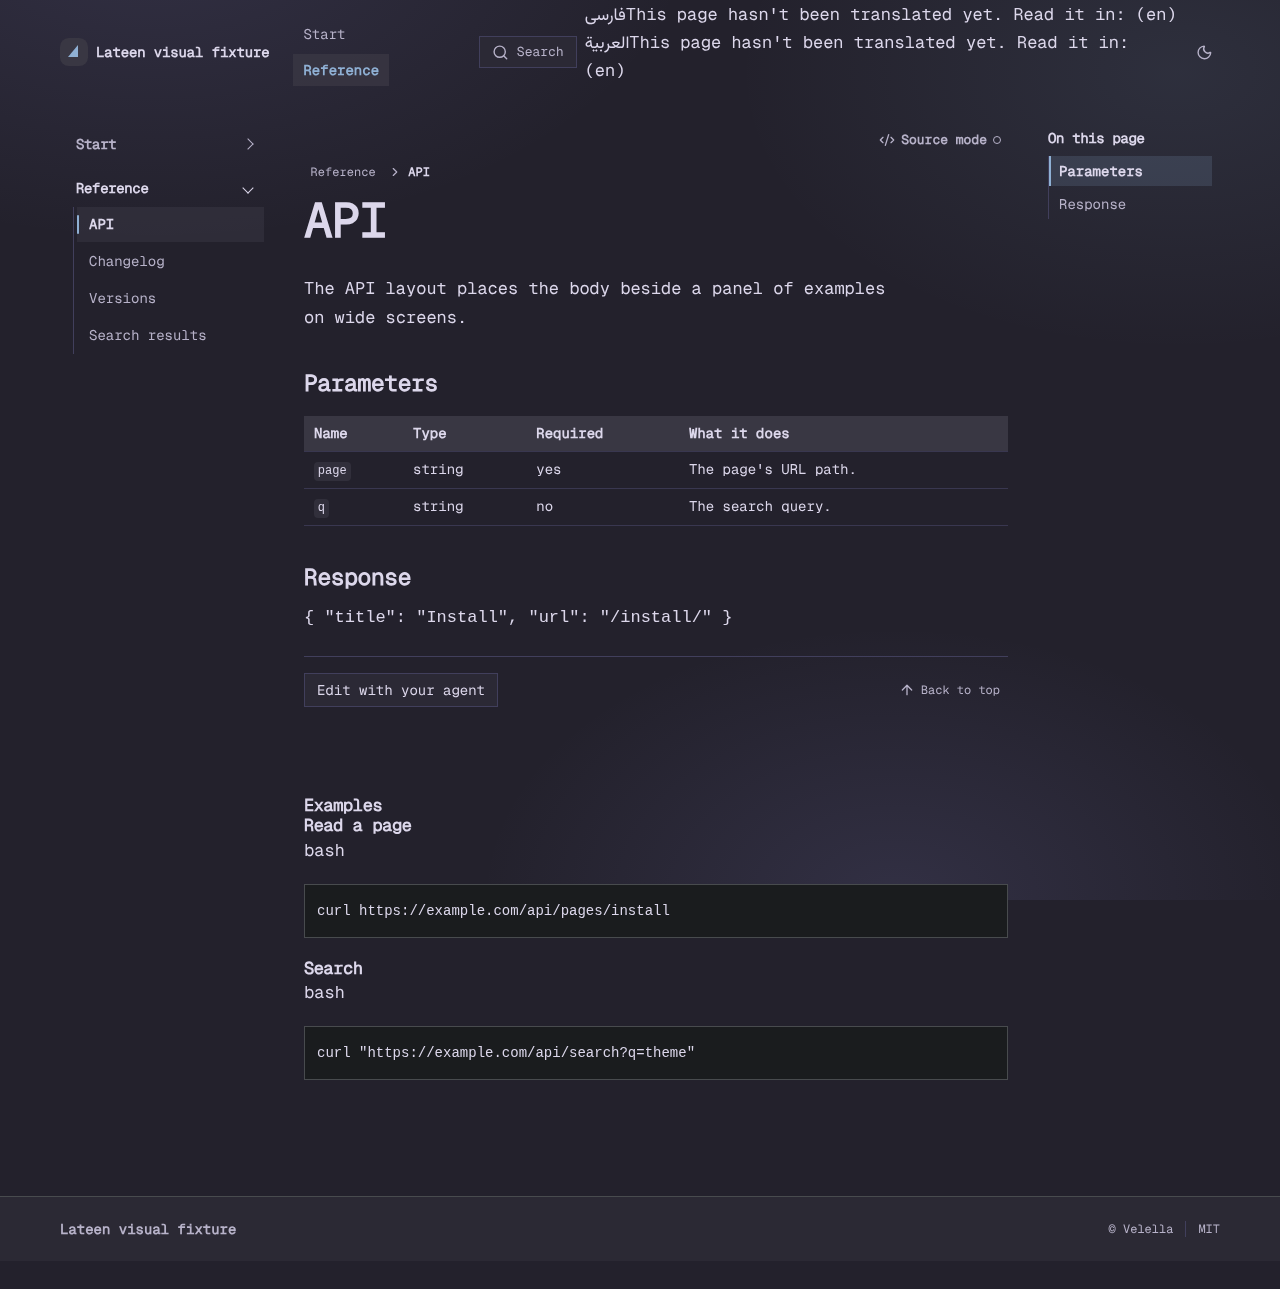 Lateen visual fixture
Start
Reference
Search
فارسیThis page hasn't been translated yet. Read it in: (en)
العربيةThis page hasn't been translated yet. Read it in:
(en)
Start
Reference
API
Changelog
Versions
Search results
Source mode
Reference
API
API
The API layout places the body beside a panel of examples
on wide screens.
Parameters
Name Type Required What it does
page string yes The page's URL path.
q string no The search query.
Response
{ "title": "Install", "url": "/install/" }
Edit with your agent
Back to top
Examples
Read a page
bash
curl https://example.com/api/pages/install
Search
bash
curl "https://example.com/api/search?q=theme"
On this page
Parameters
Response
Lateen visual fixture
© Velella
MIT